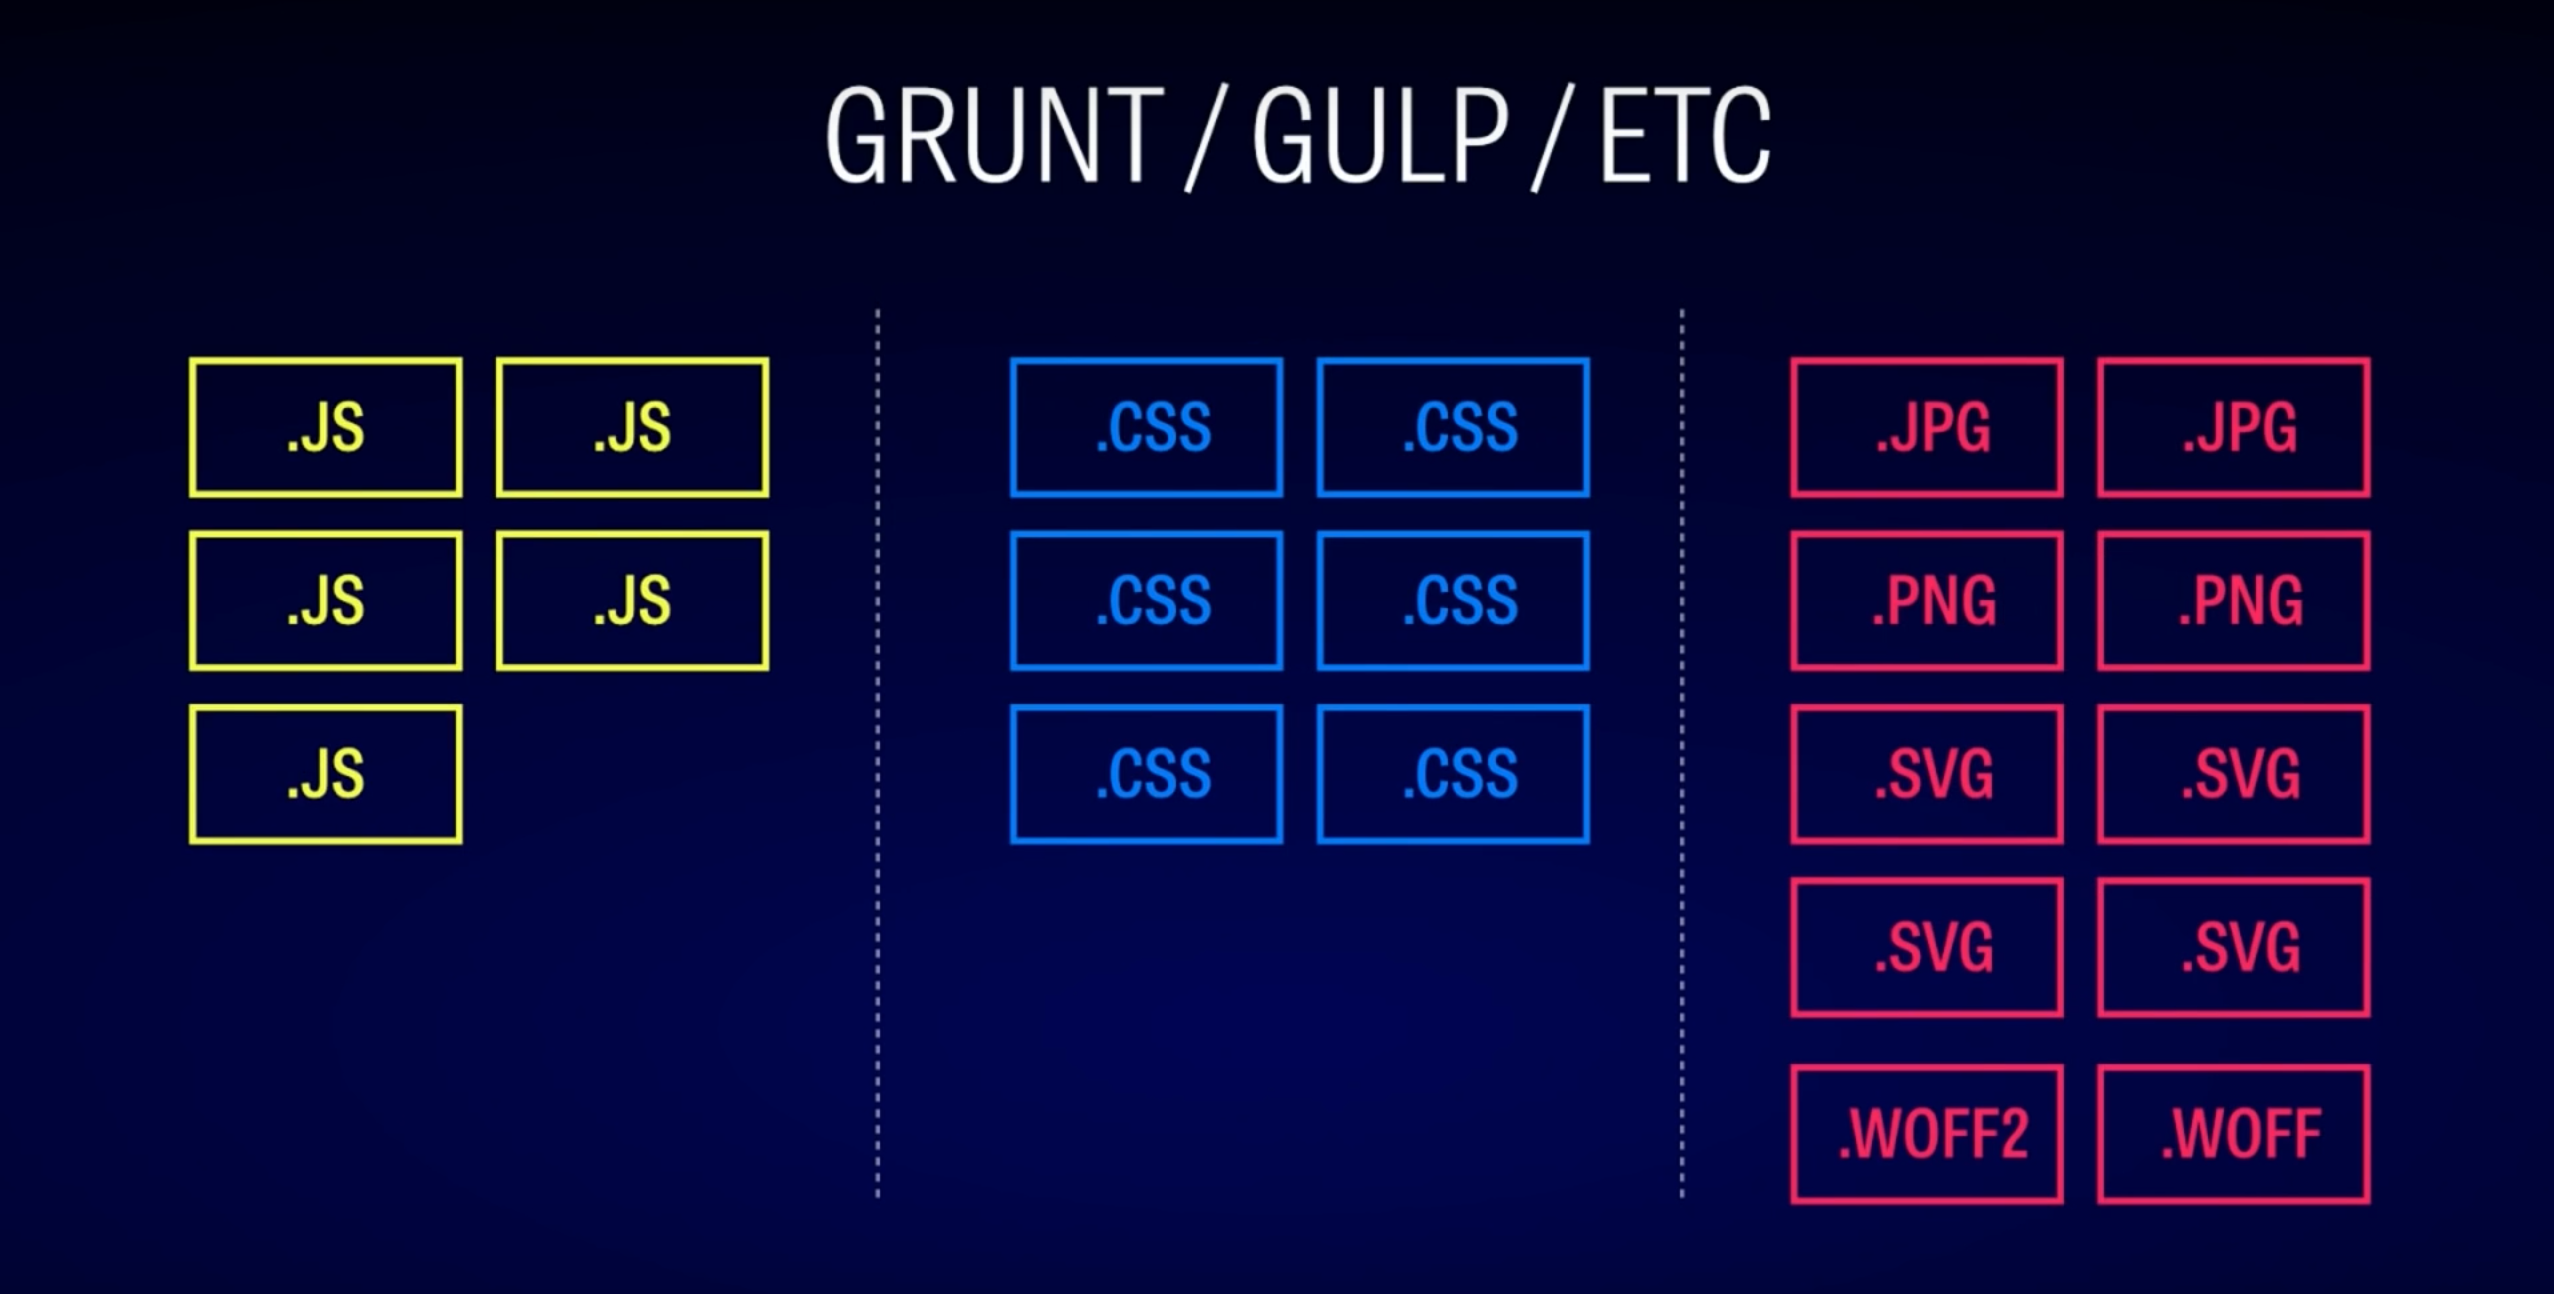 GRUNT / GULP / ETC
.JS .JS
.JS .JS
.JS
.CSS .CSS
.CSS .CSS
.CSS .CSS
.JPG .JPG
.PNG .PNG
.SVG .SVG
.SVG .SVG
.WOFF2 .WOFF